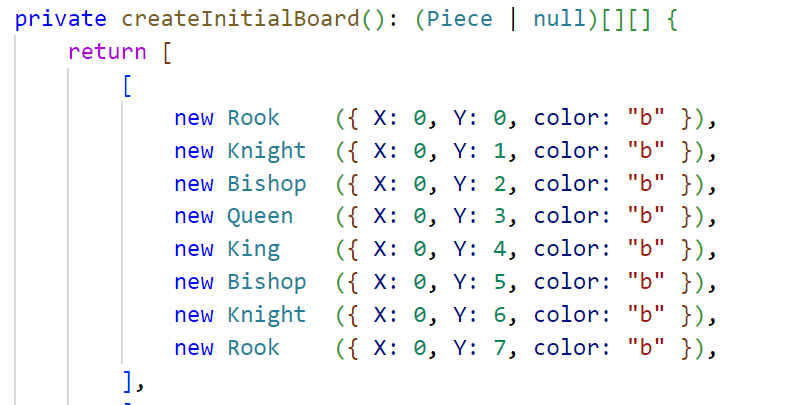 private createInitialBoard(): (Piece | null)[][] {
    return [
        [
            new Rook    ({ X: 0, Y: 0, color: "b" }),
            new Knight  ({ X: 0, Y: 1, color: "b" }),
            new Bishop  ({ X: 0, Y: 2, color: "b" }),
            new Queen   ({ X: 0, Y: 3, color: "b" }),
            new King    ({ X: 0, Y: 4, color: "b" }),
            new Bishop  ({ X: 0, Y: 5, color: "b" }),
            new Knight  ({ X: 0, Y: 6, color: "b" }),
            new Rook    ({ X: 0, Y: 7, color: "b" }),
        ],